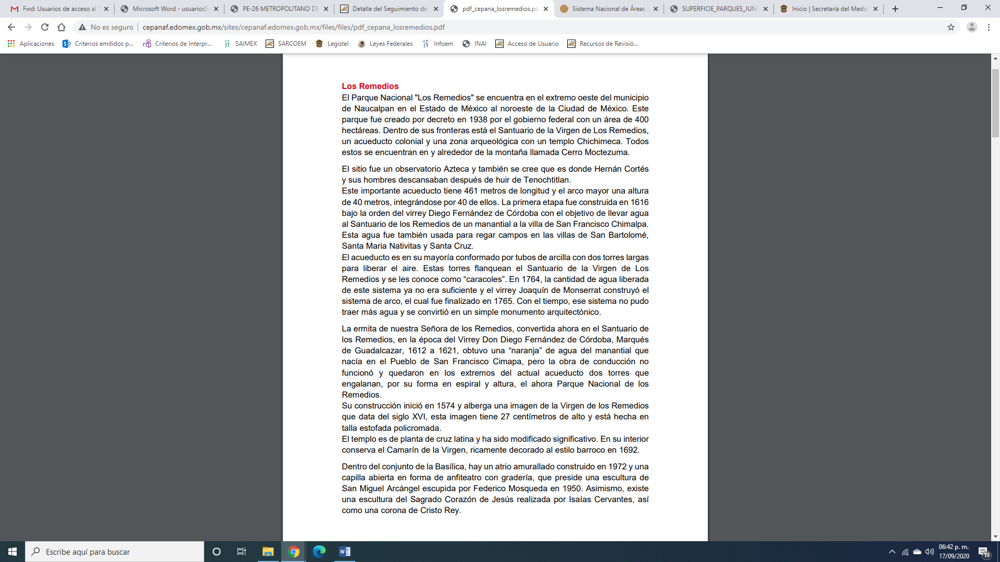 Fwd: Usuarios de acceso al
Microsoft Word - usuariosS
PE-26 METROPOLITANO DE
Detalle del Seguimiento de
pdf_cepana_losremedios.pd
Sistema Nacional de Áreas
SUPERFICIE_PARQUES_JUNI
Inicio | Secretaría del Medio
No es seguro | cepanaf.edomex.gob.mx/sites/cepanaf.edomex.gob.mx/files/files/pdf_cepana_losremedios.pdf
Aplicaciones
Criterios emitidos p...
Criterios de Interpr...
SAIMEX
SARCOEM
Legistel
Leyes Federales
Infoem
INAI
Acceso de Usuario
Recursos de Revisió...
Los Remedios
El Parque Nacional "Los Remedios" se encuentra en el extremo oeste del municipio
de Naucalpan en el Estado de México al noroeste de la Ciudad de México. Este
parque fue creado por decreto en 1938 por el gobierno federal con un área de 400
hectáreas. Dentro de sus fronteras está el Santuario de la Virgen de Los Remedios,
un acueducto colonial y una zona arqueológica con un templo Chichimeca. Todos
estos se encuentran en y alrededor de la montaña llamada Cerro Moctezuma.
El sitio fue un observatorio Azteca y también se cree que es donde Hernán Cortés
y sus hombres descansaban después de huir de Tenochtitlan.
Este importante acueducto tiene 461 metros de longitud y el arco mayor una altura
de 40 metros, integrándose por 40 de ellos. La primera etapa fue construida en 1616
bajo la orden del virrey Diego Fernández de Córdoba con el objetivo de llevar agua
al Santuario de los Remedios de un manantial a la villa de San Francisco Chimalpa.
Esta agua fue también usada para regar campos en las villas de San Bartolomé,
Santa Maria Nativitas y Santa Cruz.
El acueducto es en su mayoría conformado por tubos de arcilla con dos torres largas
para liberar el aire. Estas torres flanquean el Santuario de la Virgen de Los
Remedios y se les conoce como “caracoles”. En 1764, la cantidad de agua liberada
de este sistema ya no era suficiente y el virrey Joaquín de Monserrat construyó el
sistema de arco, el cual fue finalizado en 1765. Con el tiempo, ese sistema no pudo
traer más agua y se convirtió en un simple monumento arquitectónico.
La ermita de nuestra Señora de los Remedios, convertida ahora en el Santuario de
los Remedios, en la época del Virrey Don Diego Fernández de Córdoba, Marqués
de Guadalcazar, 1612 a 1621, obtuvo una “naranja” de agua del manantial que
nacía en el Pueblo de San Francisco Cimapa, pero la obra de conducción no
funcionó y quedaron en los extremos del actual acueducto dos torres que
engalanan, por su forma en espiral y altura, el ahora Parque Nacional de los
Remedios.
Su construcción inició en 1574 y alberga una imagen de la Virgen de los Remedios
que data del siglo XVI, esta imagen tiene 27 centímetros de alto y está hecha en
talla estofada policromada.
El templo es de planta de cruz latina y ha sido modificado significativo. En su interior
conserva el Camarín de la Virgen, ricamente decorado al estilo barroco en 1692.
Dentro del conjunto de la Basílica, hay un atrio amurallado construido en 1972 y una
capilla abierta en forma de anfiteatro con gradería, que preside una escultura de
San Miguel Arcángel escupida por Federico Mosqueda en 1950. Asimismo, existe
una escultura del Sagrado Corazón de Jesús realizada por Isaías Cervantes, así
como una corona de Cristo Rey.
Escribe aquí para buscar
06:42 p. m.
17/09/2020
19